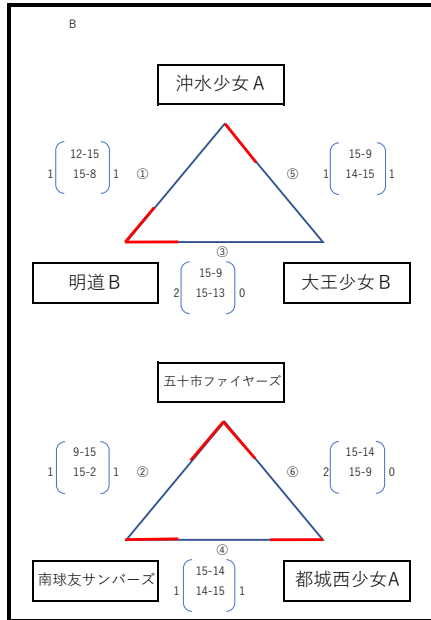 B
沖水少女A
12-15
1 15-8 1
①
⑤
15-9
1 14-15 1
明道B
③
15-9
2 15-13 0
大王少女B
五十市ファイヤーズ
9-15
1 15-2 1
②
⑥
15-14
2 15-9 0
南球友サンバーズ
④
15-14
1 14-15 1
都城西少女A